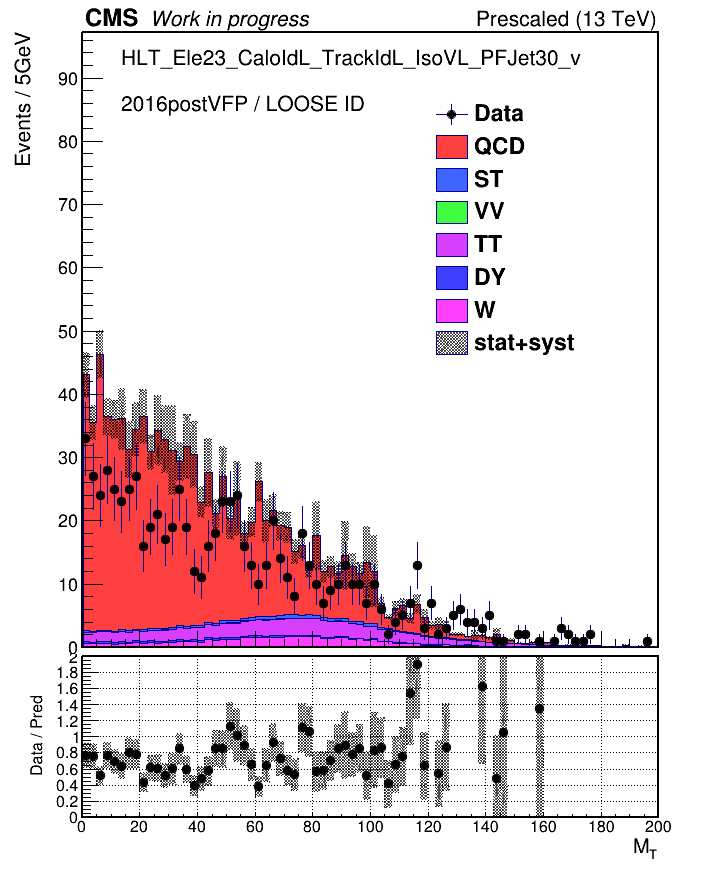 CMS Work in progress Prescaled (13 TeV)
Events / 5GeV
HLT_Ele23_CaloIdL_TrackIdL_IsoVL_PFJet30_v
2016postVFP / LOOSE ID
Data
QCD
ST
VV
TT
DY
W
stat+syst
90
80
70
60
50
40
30
20
10
0
Data / Pred
2
1.8
1.6
1.4
1.2
1
0.8
0.6
0.4
0.2
0
0 20 40 60 80 100 120 140 160 180 200
M_T